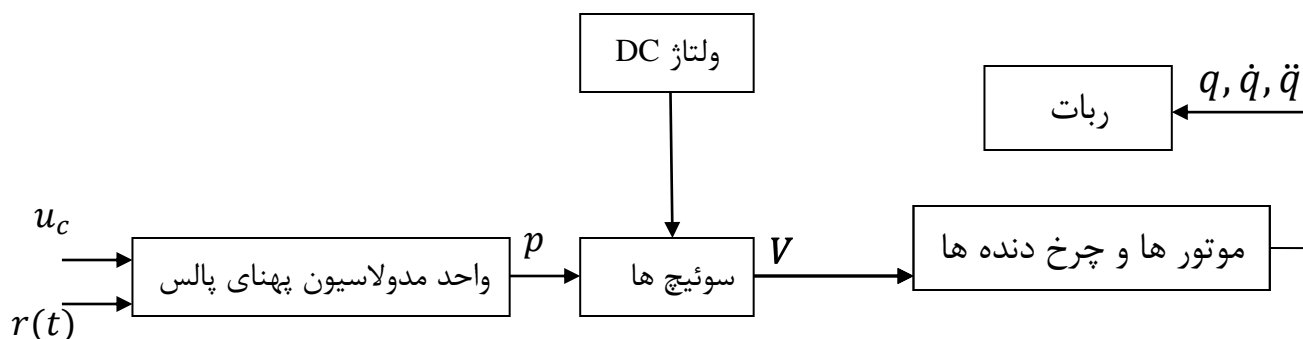 ولتاژ DC
ربات
q, q̇, q̈
u_c
واحد مدولاسیون پهنای پالس
p
سوئیچ ها
V
موتور ها و چرخ دنده ها
r(t)